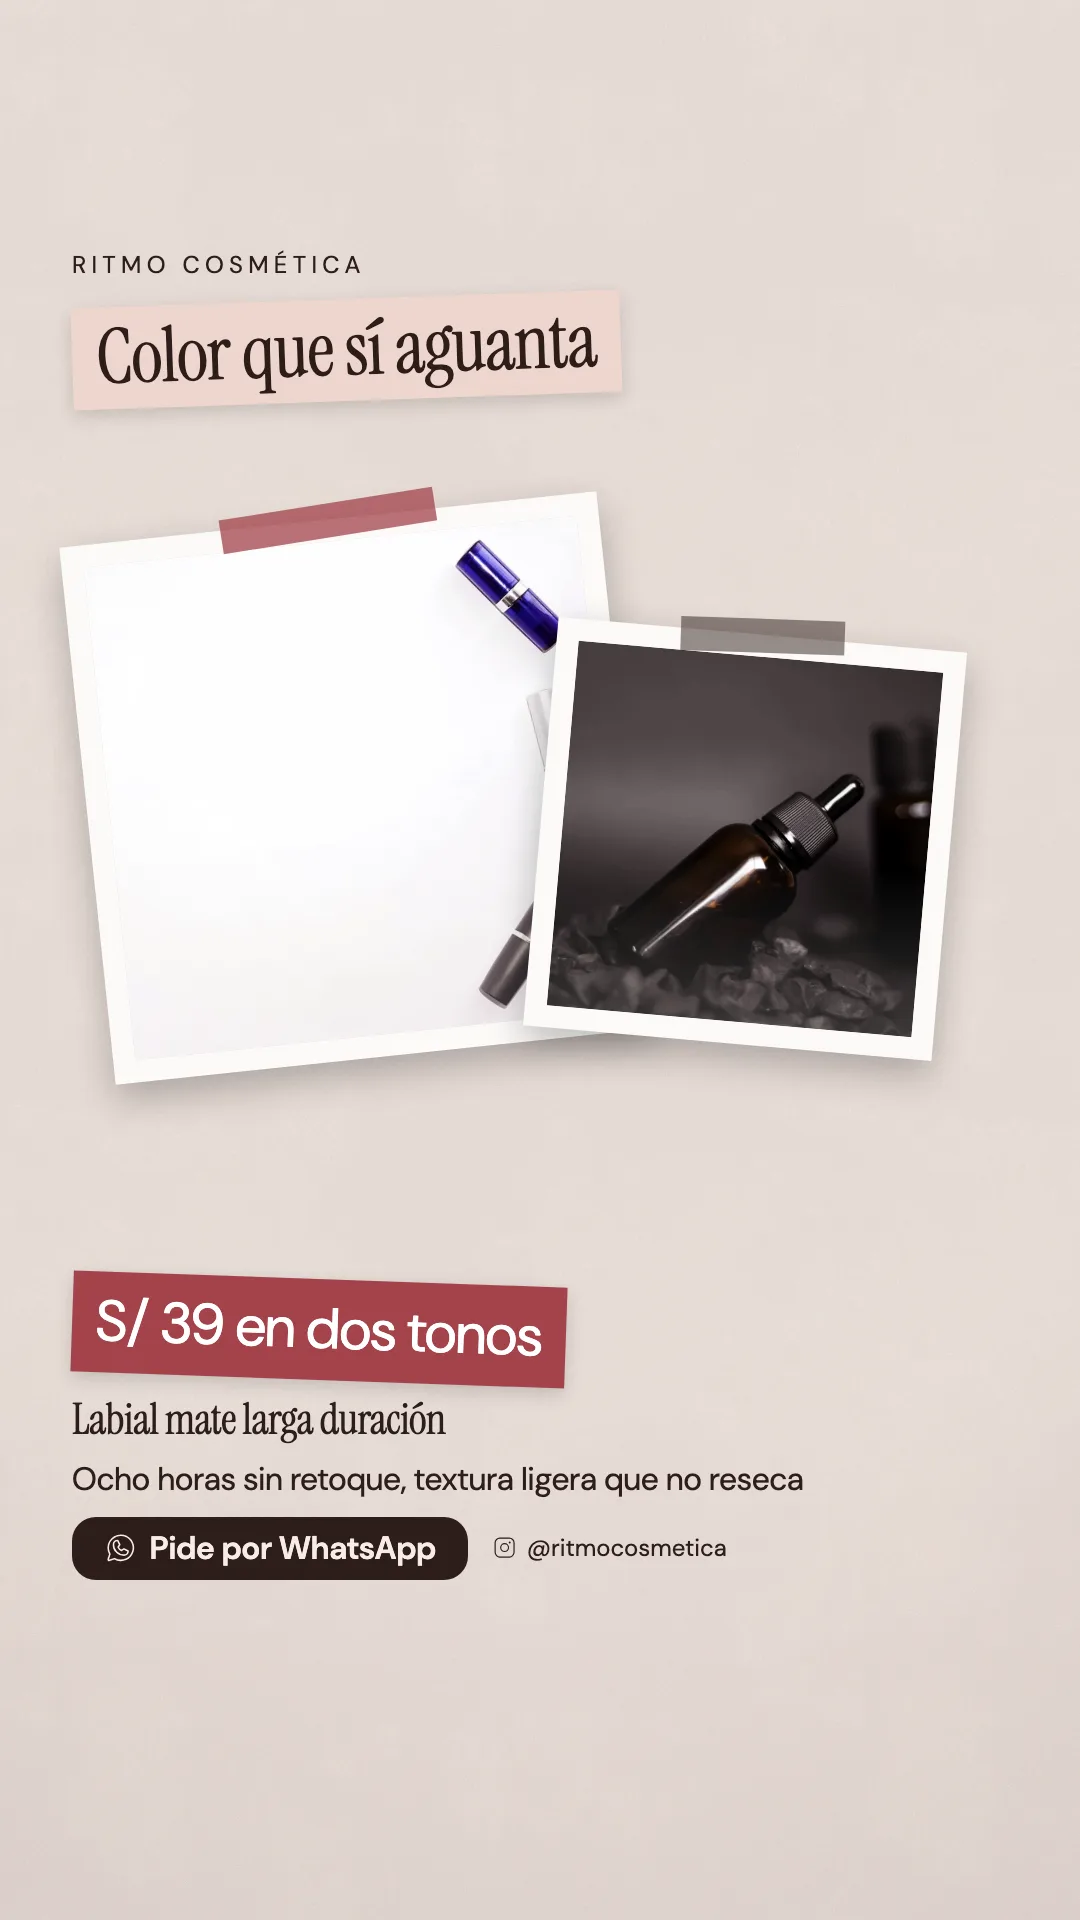 RITMO COSMÉTICA
Color que sí aguanta
S/ 39 en dos tonos
Labial mate larga duración
Ocho horas sin retoque, textura ligera que no reseca
Pide por WhatsApp
@ritmocosmetica